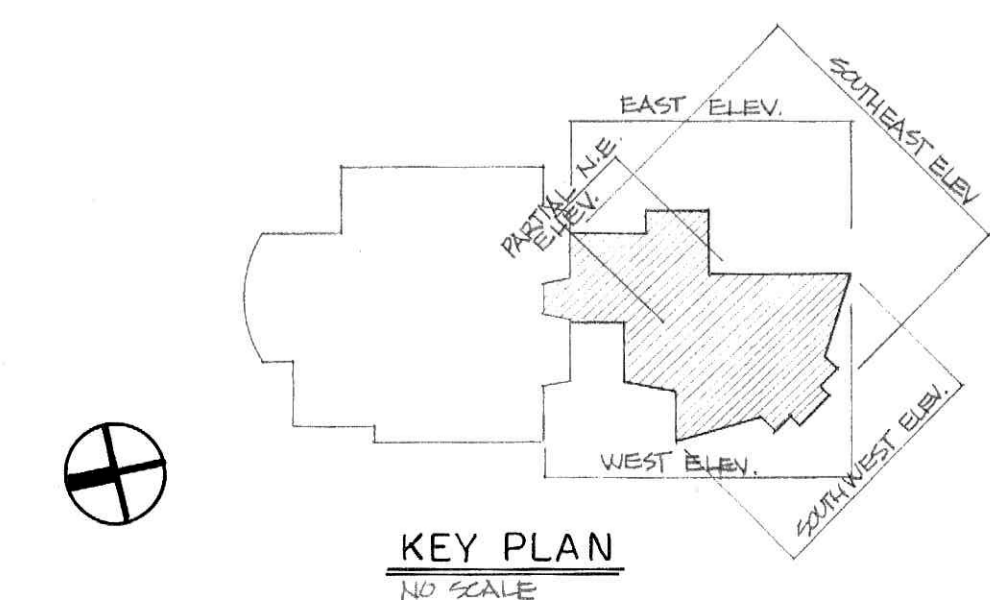 EAST ELEV.
SOUTHEAST ELEV
PARTIAL N.E.
ELEV.
WEST ELEV.
SOUTHWEST ELEV.
KEY PLAN
NO SCALE